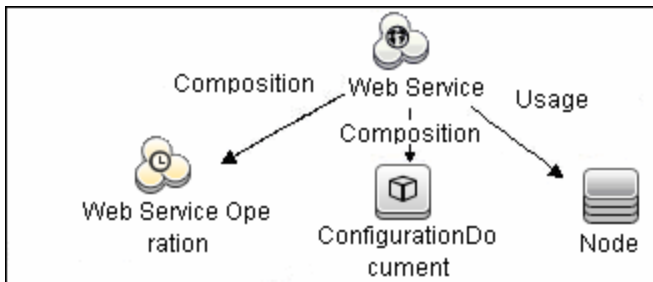 Composition
Web Service
Usage
Composition
Web Service Ope
ration
ConfigurationDo
cument
Node